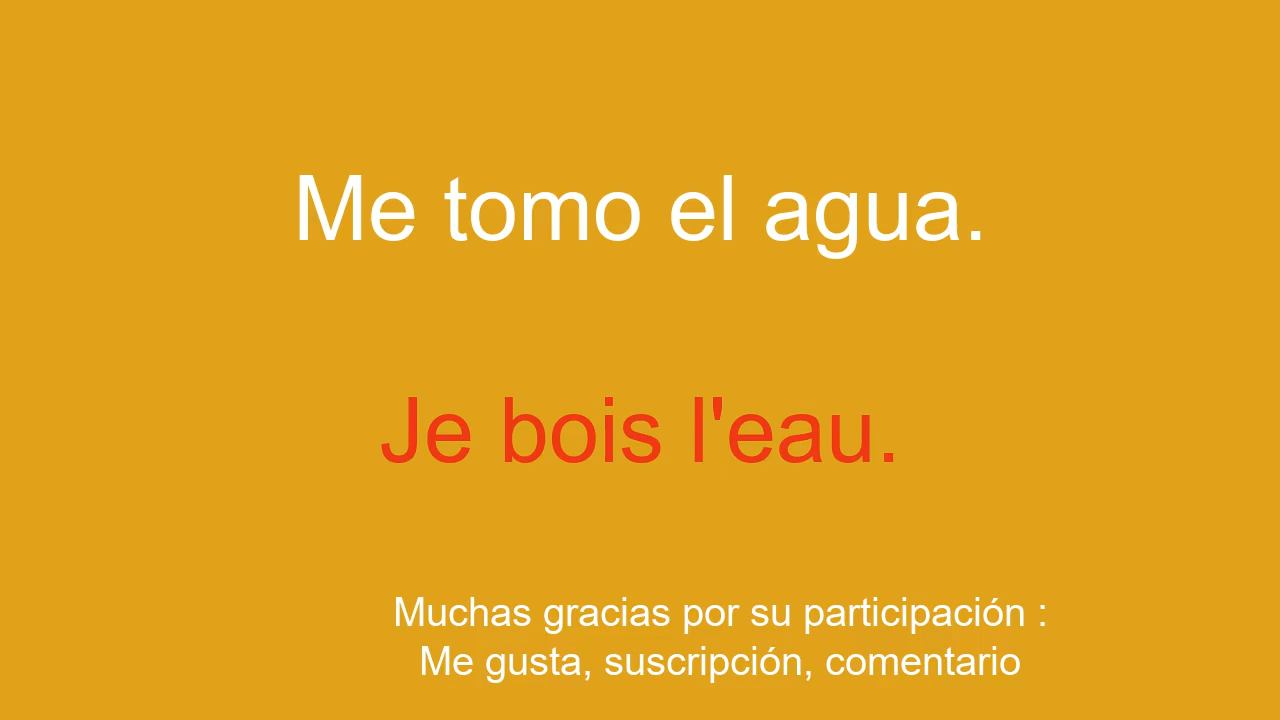 Me tomo el agua.
Je bois l'eau.
Muchas gracias por su participación :
Me gusta, suscripción, comentario